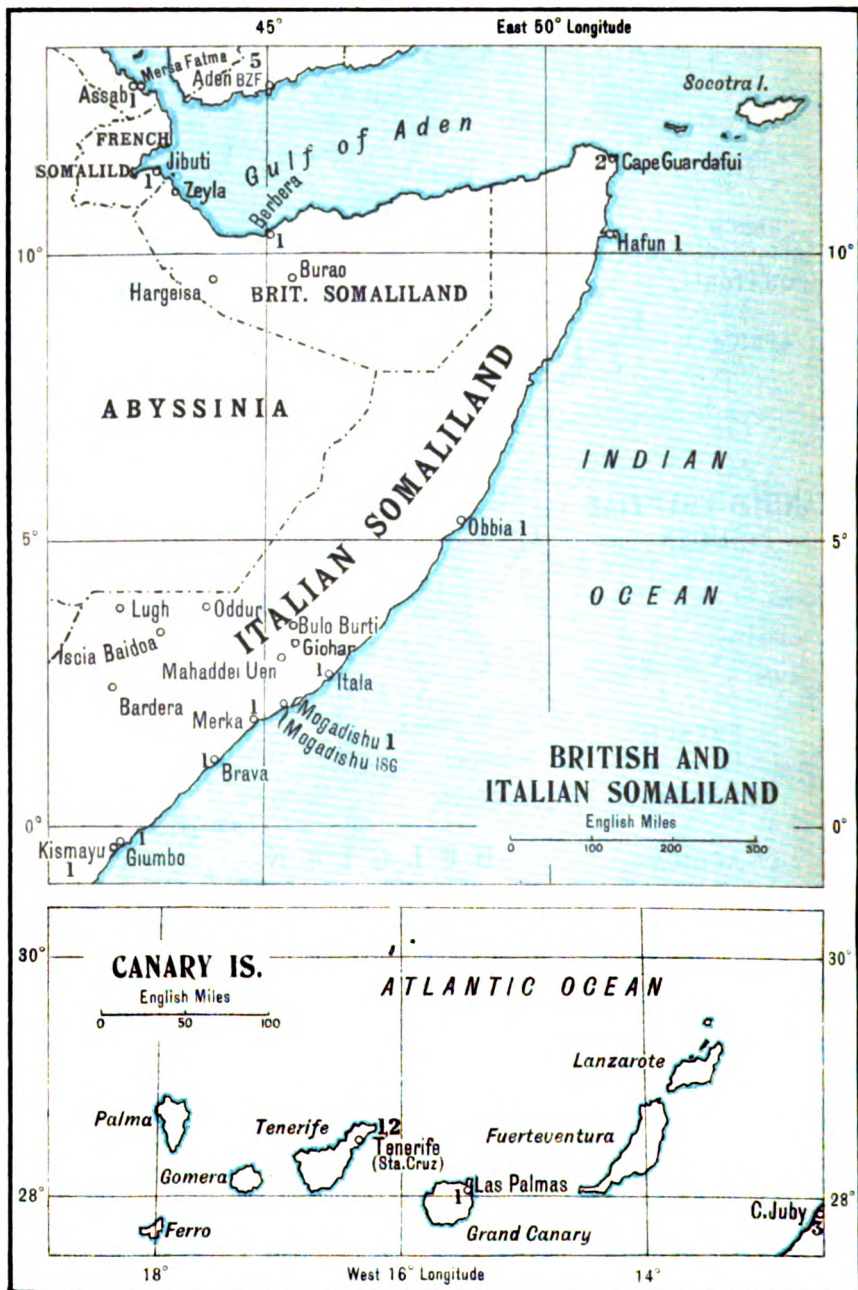 45°
East 50° Longitude
Mersa Fatma
5
Aden BZF
Assab
1
Socotra I.
FRENCH
SOMALILD
Jibuti
1
Zeyla
Gulf of Aden
Berbera
1
2
Cape Guardafui
Hafun 1
10°
10°
Hargeisa
Burao
BRIT. SOMALILAND
ABYSSINIA
ITALIAN SOMALILAND
INDIAN
OCEAN
Obbia 1
5°
5°
Lugh
Oddur
Iscia Baidoa
Bulo Burti
Giohar
Mahaddei Uen
1
Itala
Bardera
Merka
1
Mogadishu 1
Mogadishu ISG
1
Brava
BRITISH AND
ITALIAN SOMALILAND
English Miles
0 100 200 300
0°
0°
1
Kismayu
Giumbo
1
30°
30°
CANARY IS.
English Miles
0 50 100
ATLANTIC OCEAN
Lanzarote
Palma
Tenerife
1,2
Tenerife
(Sta.Cruz)
Fuerteventura
Gomera
Las Palmas
1
28°
28°
C.Juby
3
Ferro
Grand Canary
18°
West 16° Longitude
14°